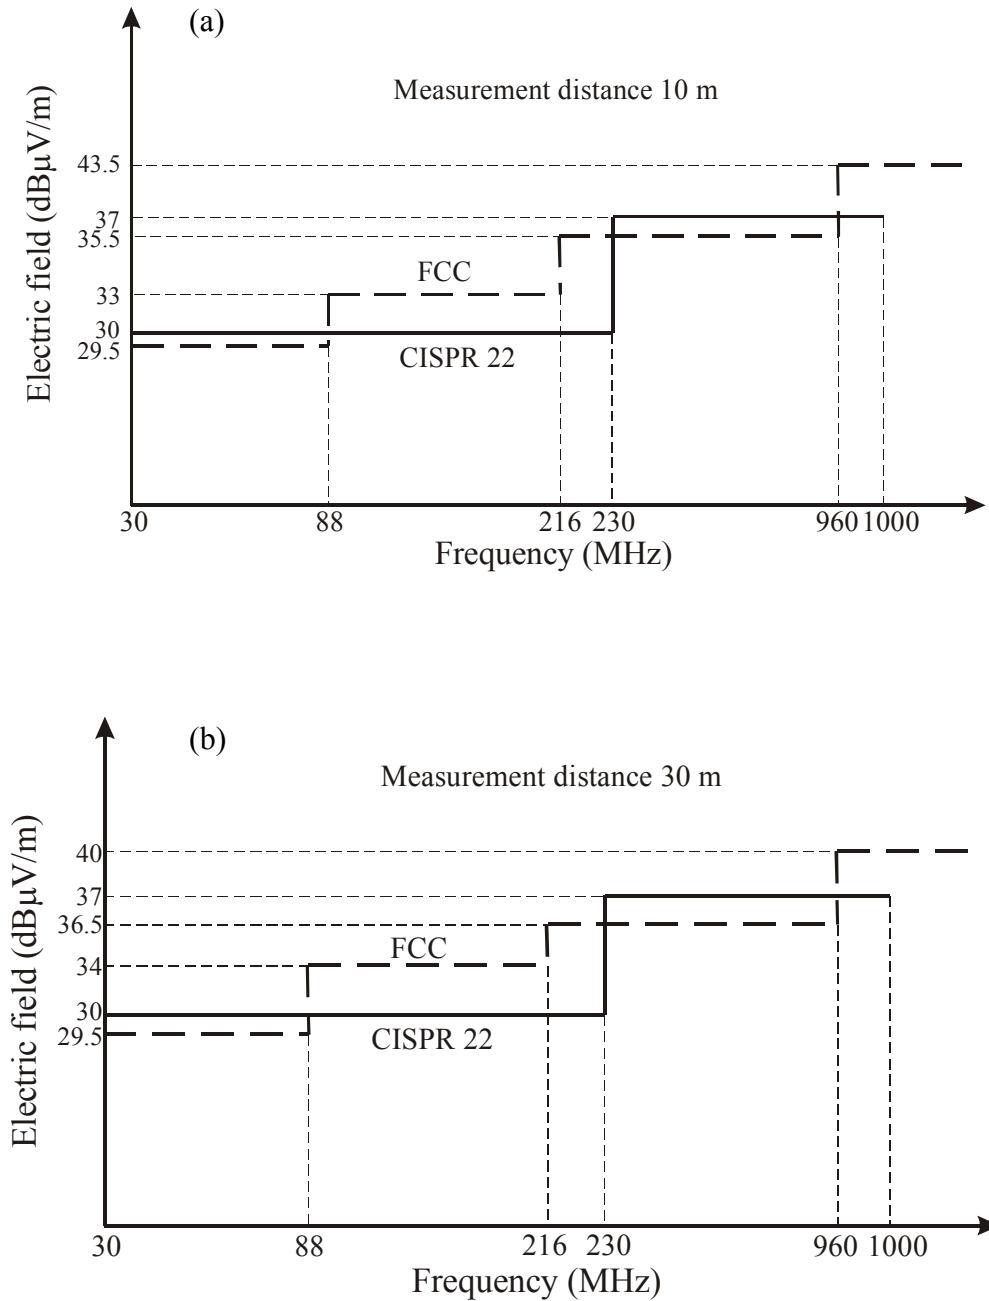 (a)
Measurement distance 10 m
Electric field (dBµV/m)
43.5
37
35.5
FCC
33
30
29.5
CISPR 22
30 88 216 230 960 1000
Frequency (MHz)
(b)
Measurement distance 30 m
Electric field (dBµV/m)
40
37
36.5
FCC
34
30
29.5
CISPR 22
30 88 216 230 960 1000
Frequency (MHz)